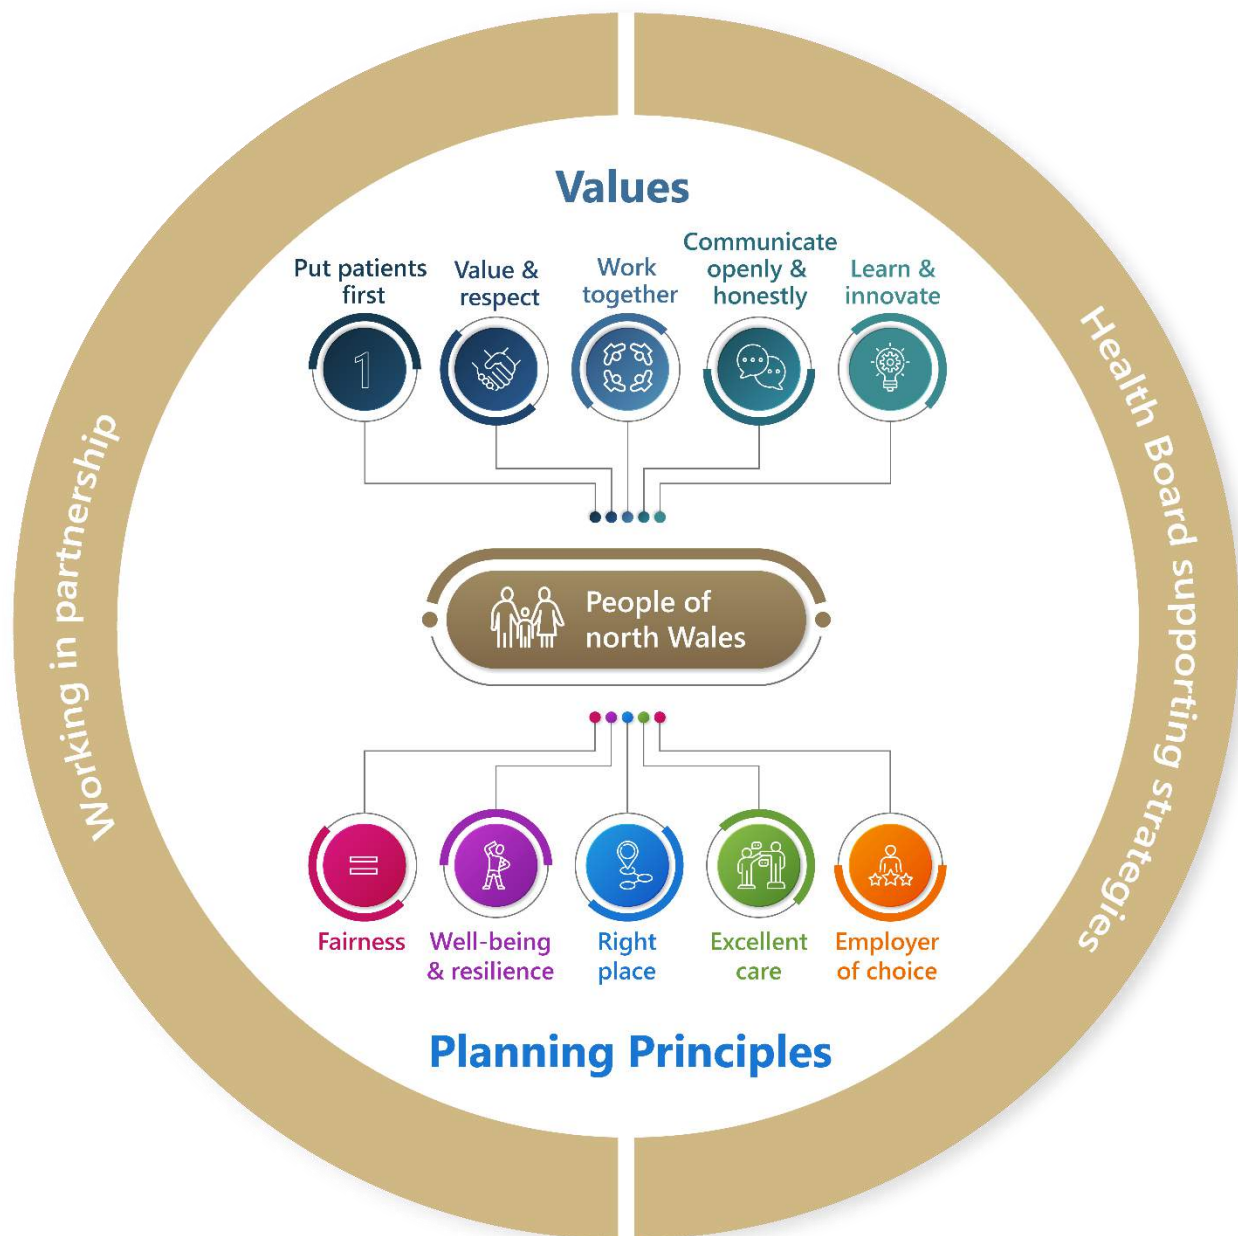 Values
Put patients
first
Value &
respect
Work
together
Communicate
openly &
honestly
Learn &
innovate
1
People of
north Wales
=
Fairness
Well-being
& resilience
Right
place
Excellent
care
Employer
of choice
Planning Principles
Working in partnership
Health Board supporting strategies